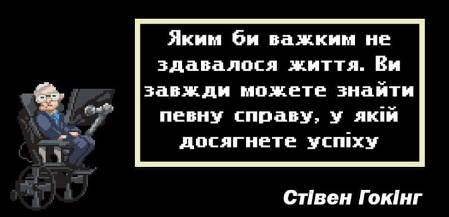 Яким би важким не
здавалося життя. Ви
завжди можете знайти
певну справу, у якій
досягнете успіху
Стівен Гокінг